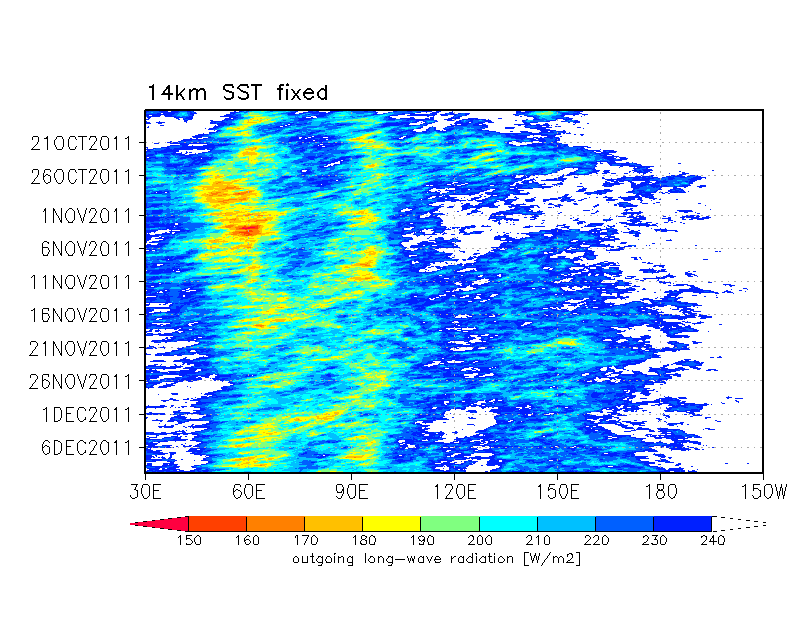 14km SST fixed
21OCT2011
26OCT2011
1NOV2011
6NOV2011
11NOV2011
16NOV2011
21NOV2011
26NOV2011
1DEC2011
6DEC2011
30E 60E 90E 120E 150E 180 150W
150 160 170 180 190 200 210 220 230 240
outgoing long-wave radiation [W/m2]